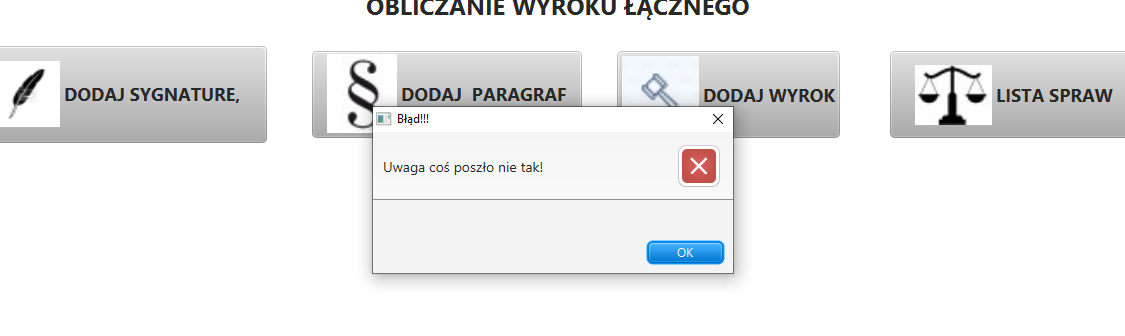 OBLICZANIE WYROKU ŁĄCZNEGO
DODAJ SYGNATURE,
§ DODAJ PARAGRAF
DODAJ WYROK
LISTA SPRAW
Błąd!!!
Uwaga coś poszło nie tak!
OK